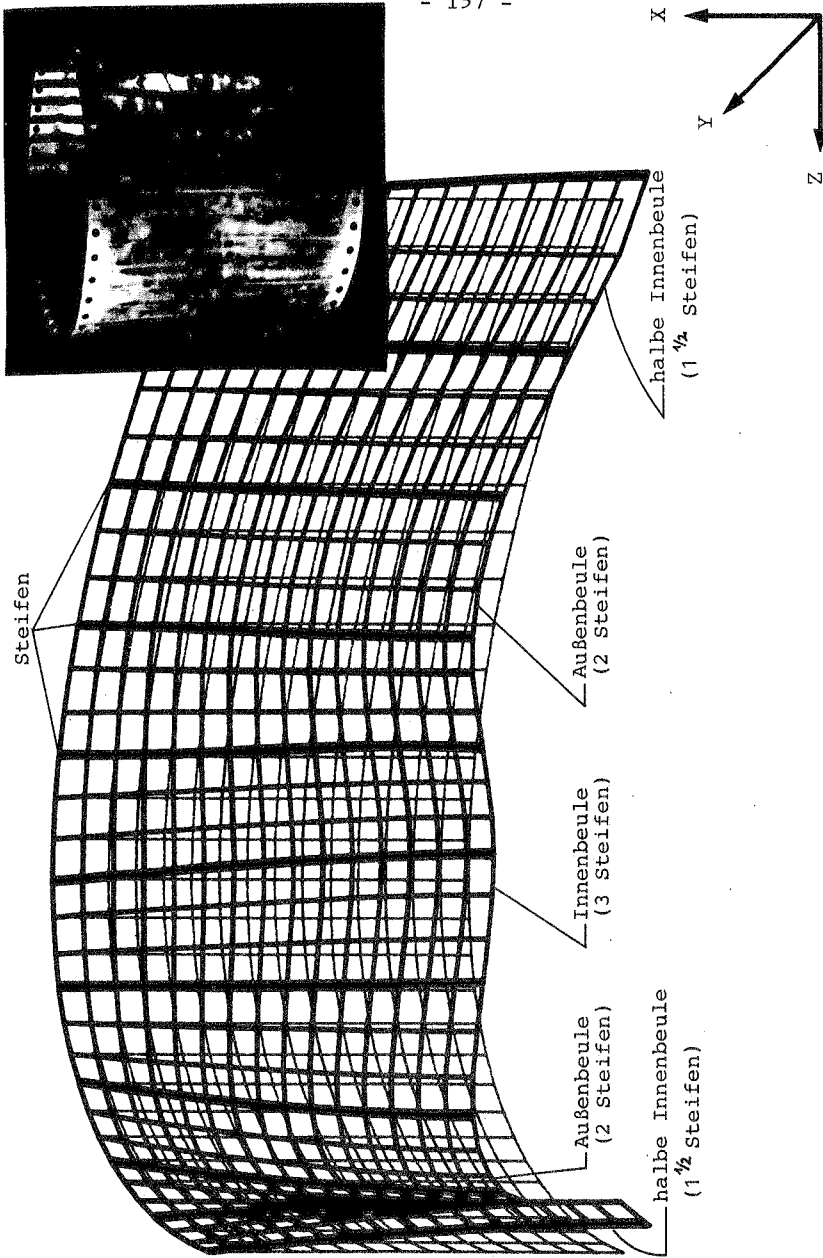 - 157 -
X
Y
Z
Steifen
halbe Innenbeule
(1 1/2 Steifen)
Außenbeule
(2 Steifen)
Innenbeule
(3 Steifen)
Außenbeule
(2 Steifen)
halbe Innenbeule
(1 1/2 Steifen)